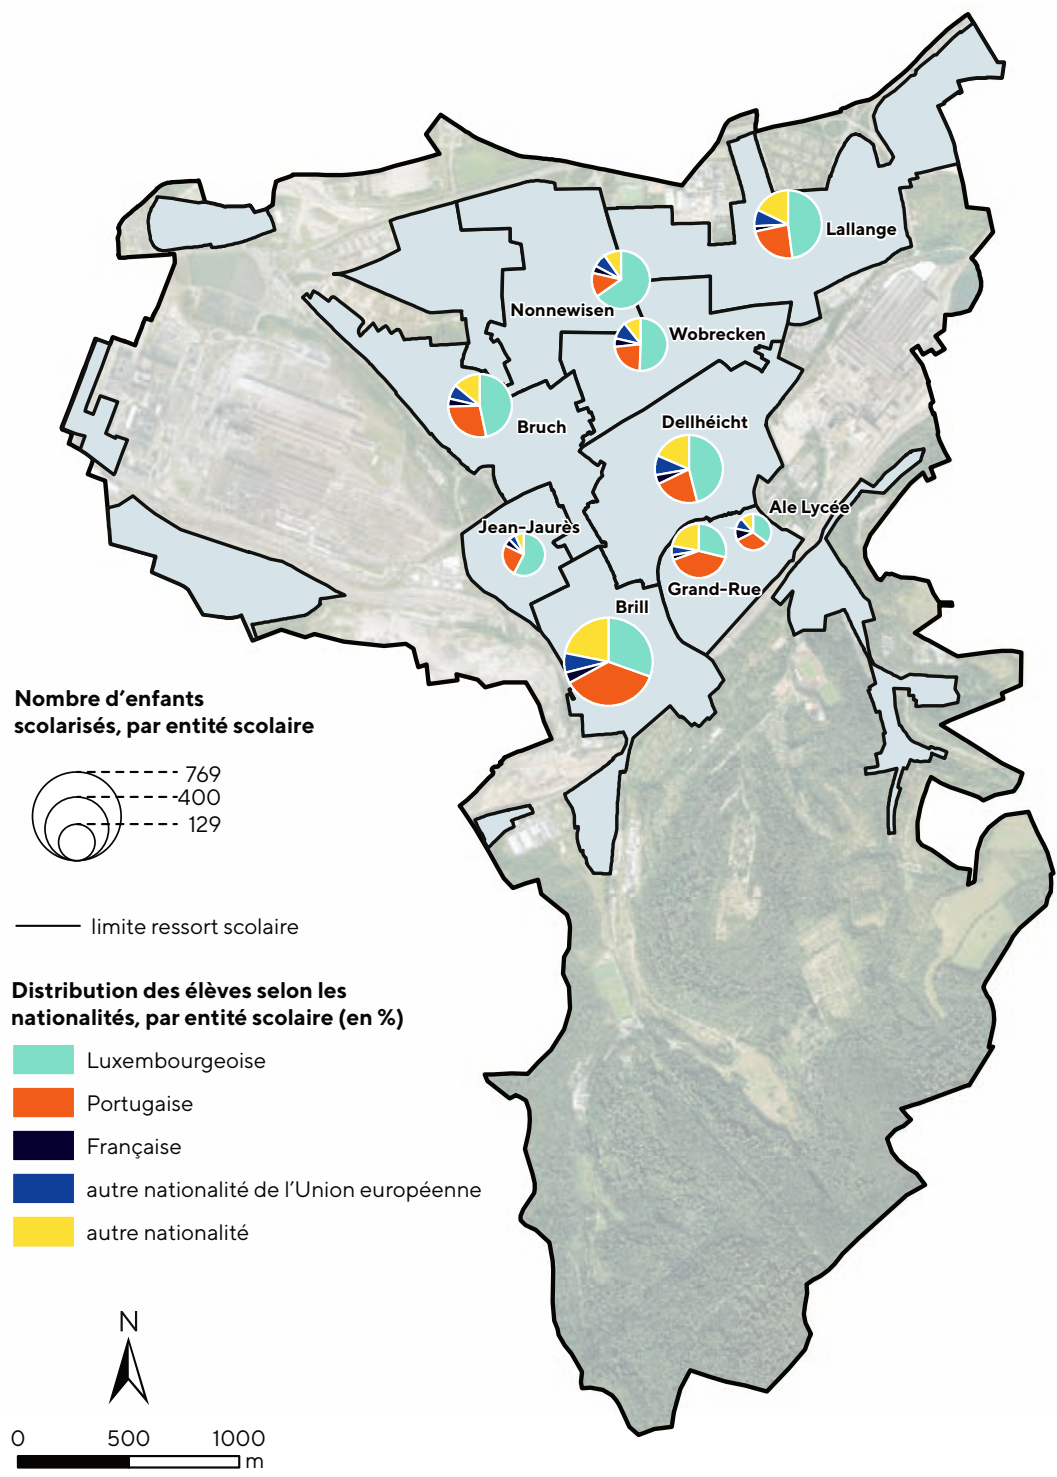 Lallange
Nonnewisen
Wobrecken
Bruch
Dellhéicht
Ale Lycée
Jean-Jaurès
Grand-Rue
Brill
Nombre d'enfants
scolarisés, par entité scolaire
769
400
129
limite ressort scolaire
Distribution des élèves selon les
nationalités, par entité scolaire (en %)
Luxembourgeoise
Portugaise
Française
autre nationalité de l'Union européenne
autre nationalité
N
0 500 1000
m